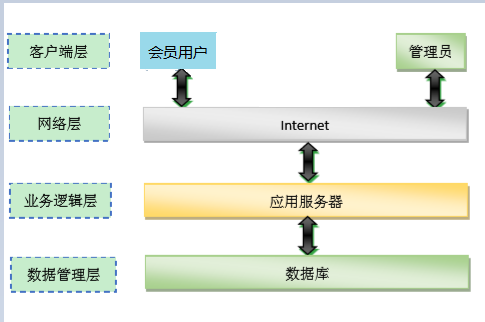 客户端层 会员用户 管理员
网络层 Internet
业务逻辑层 应用服务器
数据管理层 数据库